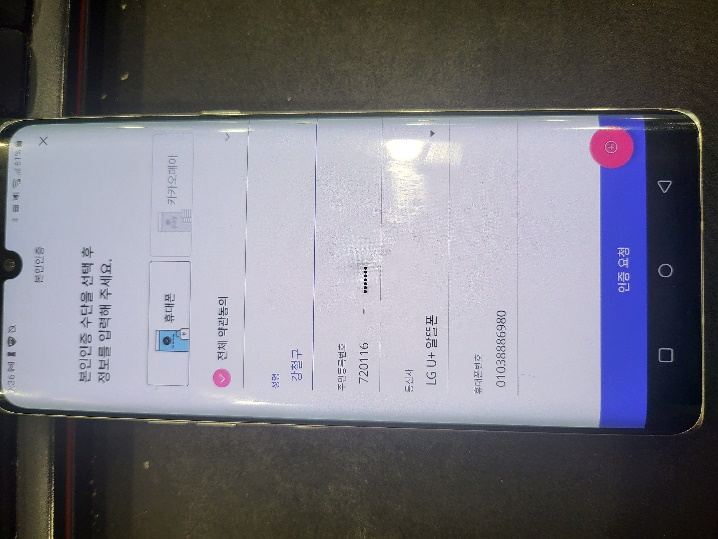 81%
본인인증
본인인증 수단을 선택 후
정보를 입력해 주세요.
휴대폰
카카오페이
전체 약관동의
성명
강철구
주민등록번호
720116 - •••••••
통신사
LG U+ 알뜰폰
휴대폰번호
01038886980
인증 요청